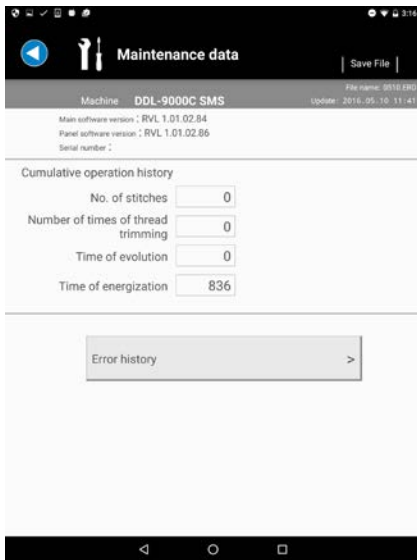 3:16
Maintenance data
Save File
File name: 0510.ERD
Machine DDL-9000C SMS
Update: 2016.05.10 11:41
Main software version : RVL 1.01.02.84
Panel software version : RVL 1.01.02.86
Serial number :
Cumulative operation history
No. of stitches 0
Number of times of thread
trimming 0
Time of evolution 0
Time of energization 836
Error history >